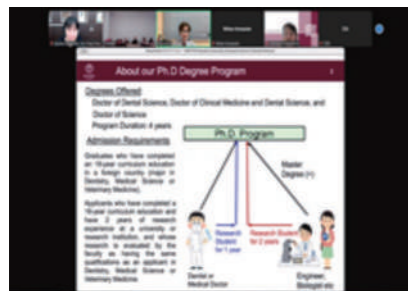 About our Ph.D Degree Program
Degrees Offered:
Doctor of Dental Science, Doctor of Clinical Medicine and Dental Science, and
Doctor of Science
Program Duration: 4 years
Admission Requirements:
Graduates who have completed
an 18-year curriculum education
in a foreign country (major in
Dentistry, Medical Science or
Veterinary Medicine).
Applicants who have completed a
16-year curriculum education and
have 2 years of research
experience at a university or
research institution, and whose
research is evaluated by the
faculty as having the same
qualifications as an applicant in
Dentistry, Medical Science or
Veterinary Medicine.
Ph.D. Program
Master
Degree (+)
Research
Student
for 1 year
Research Student
for 2 years
Dentist or
Medical Doctor
Engineer,
Biologist etc